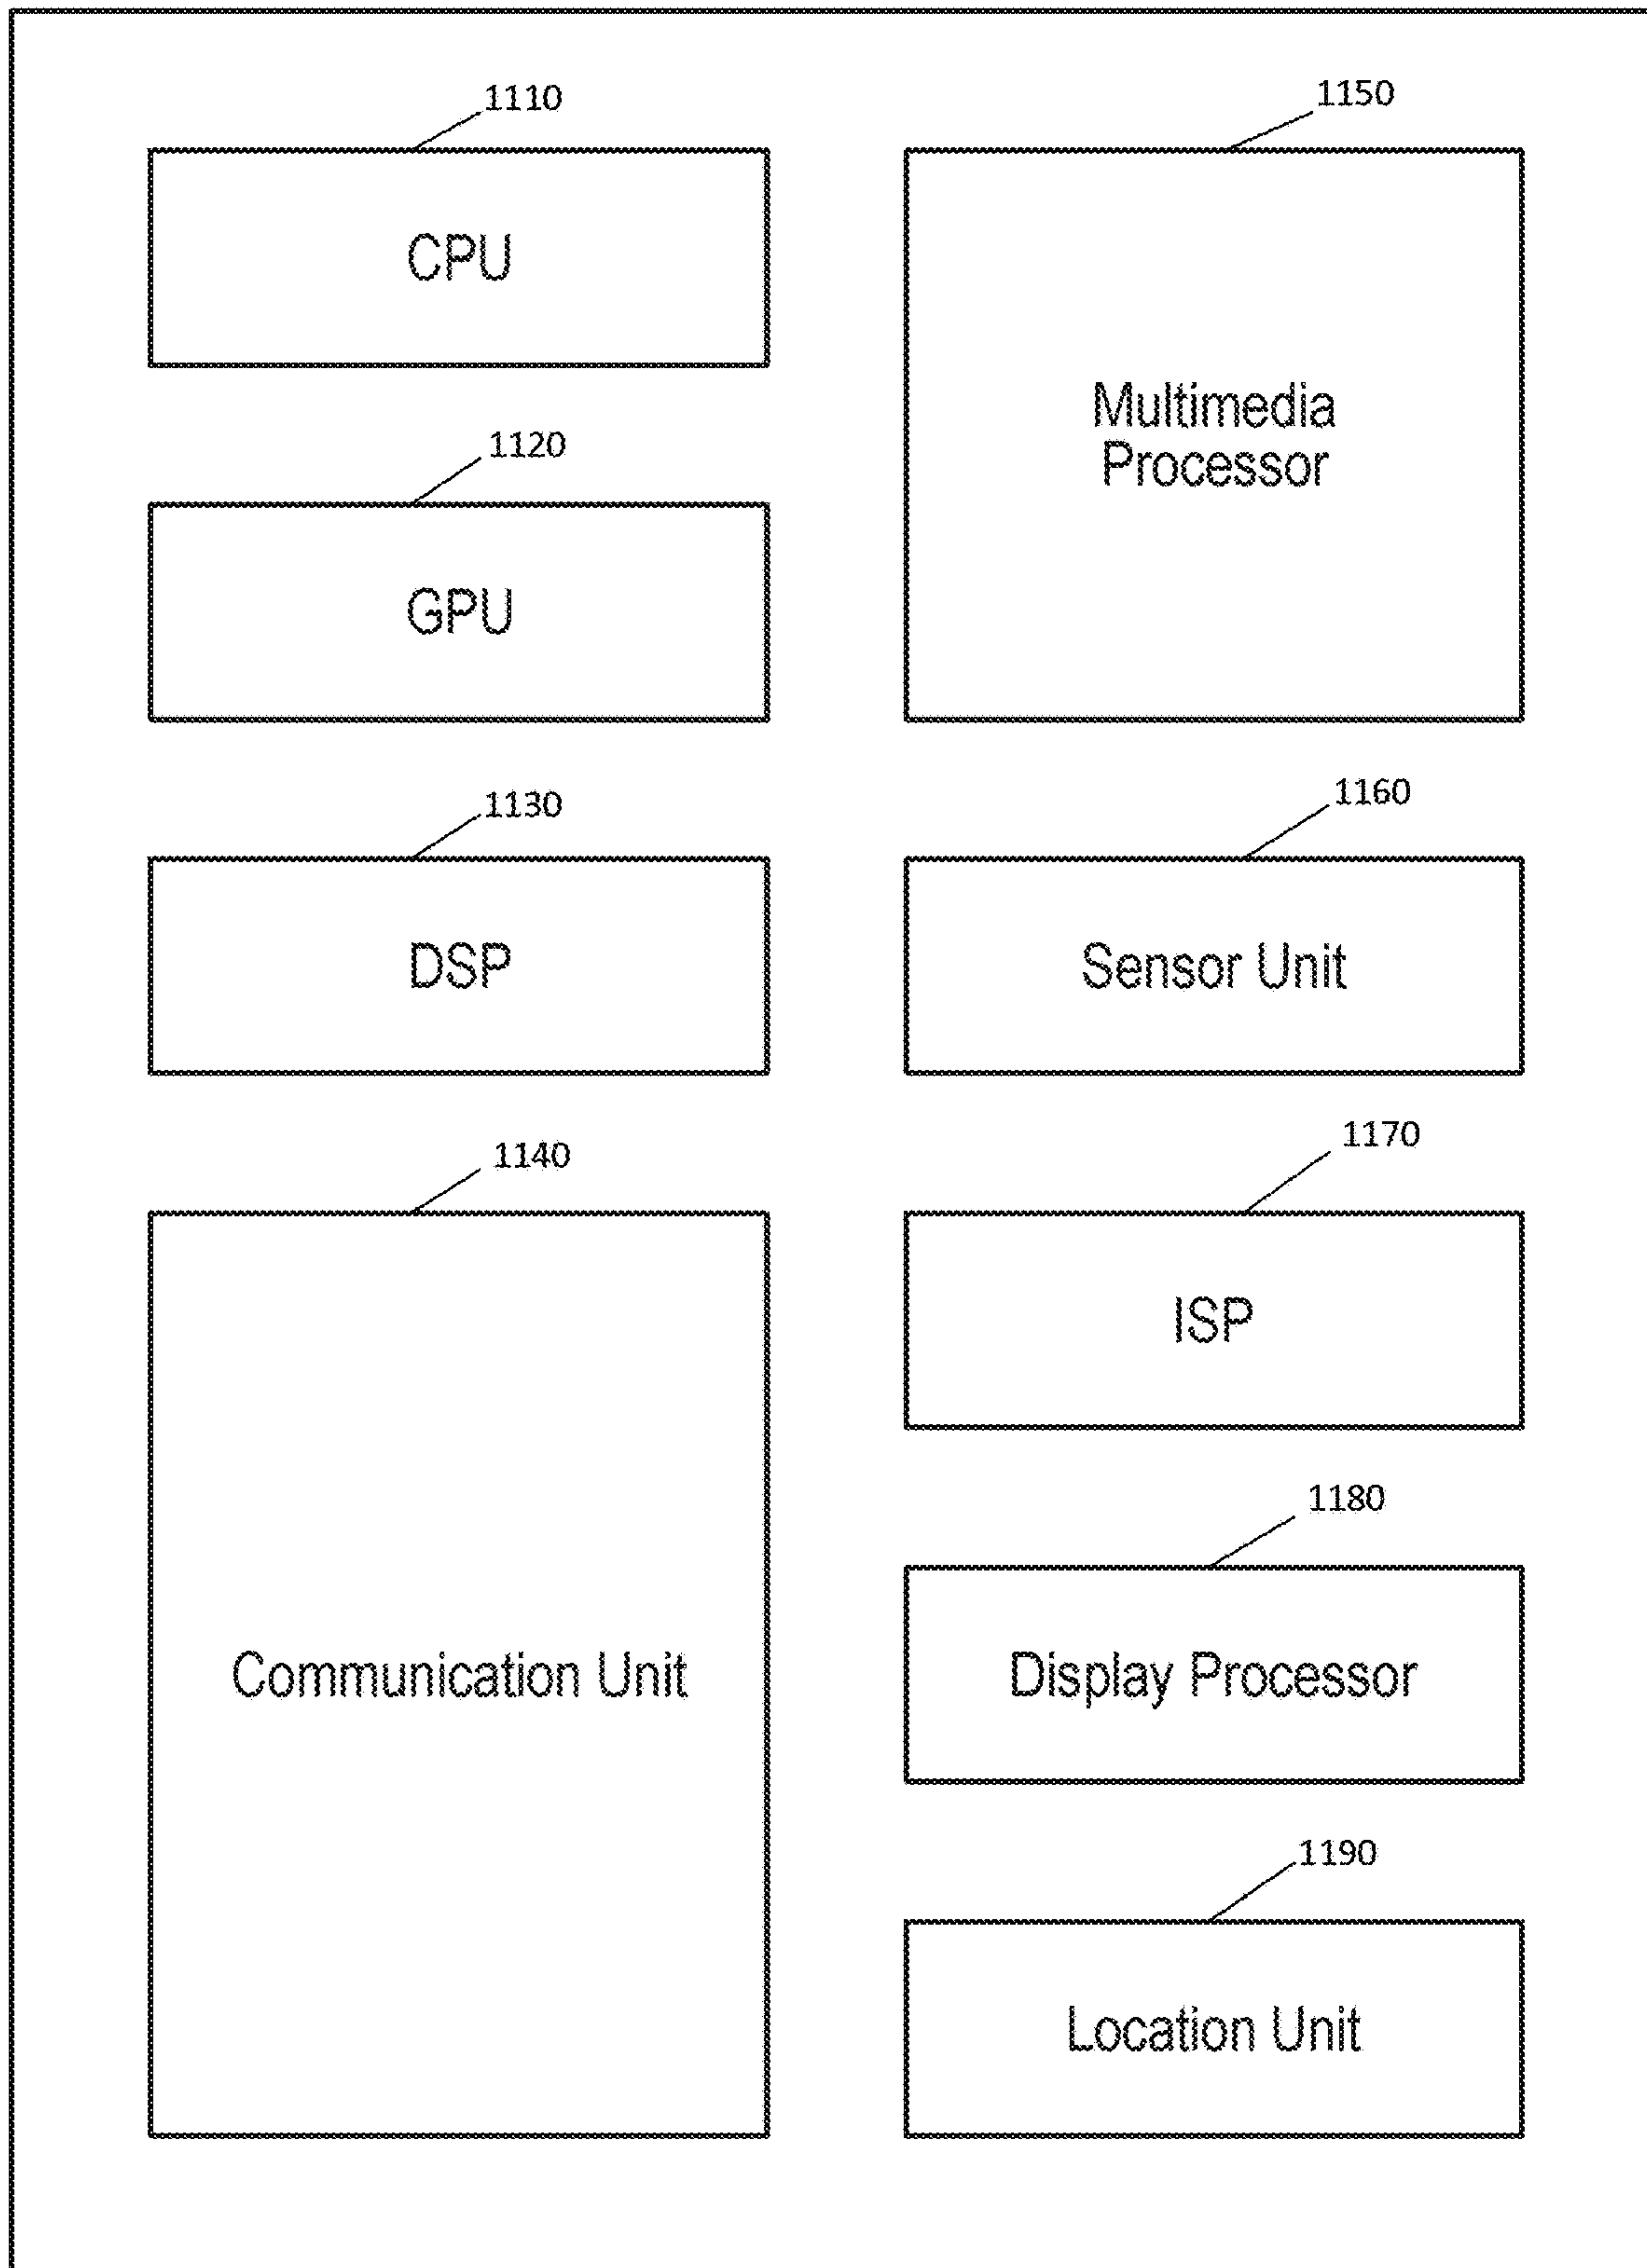 1110
CPU
1120
GPU
1130
DSP
1140
Communication Unit
1150
Multimedia
Processor
1160
Sensor Unit
1170
ISP
1180
Display Processor
1190
Location Unit